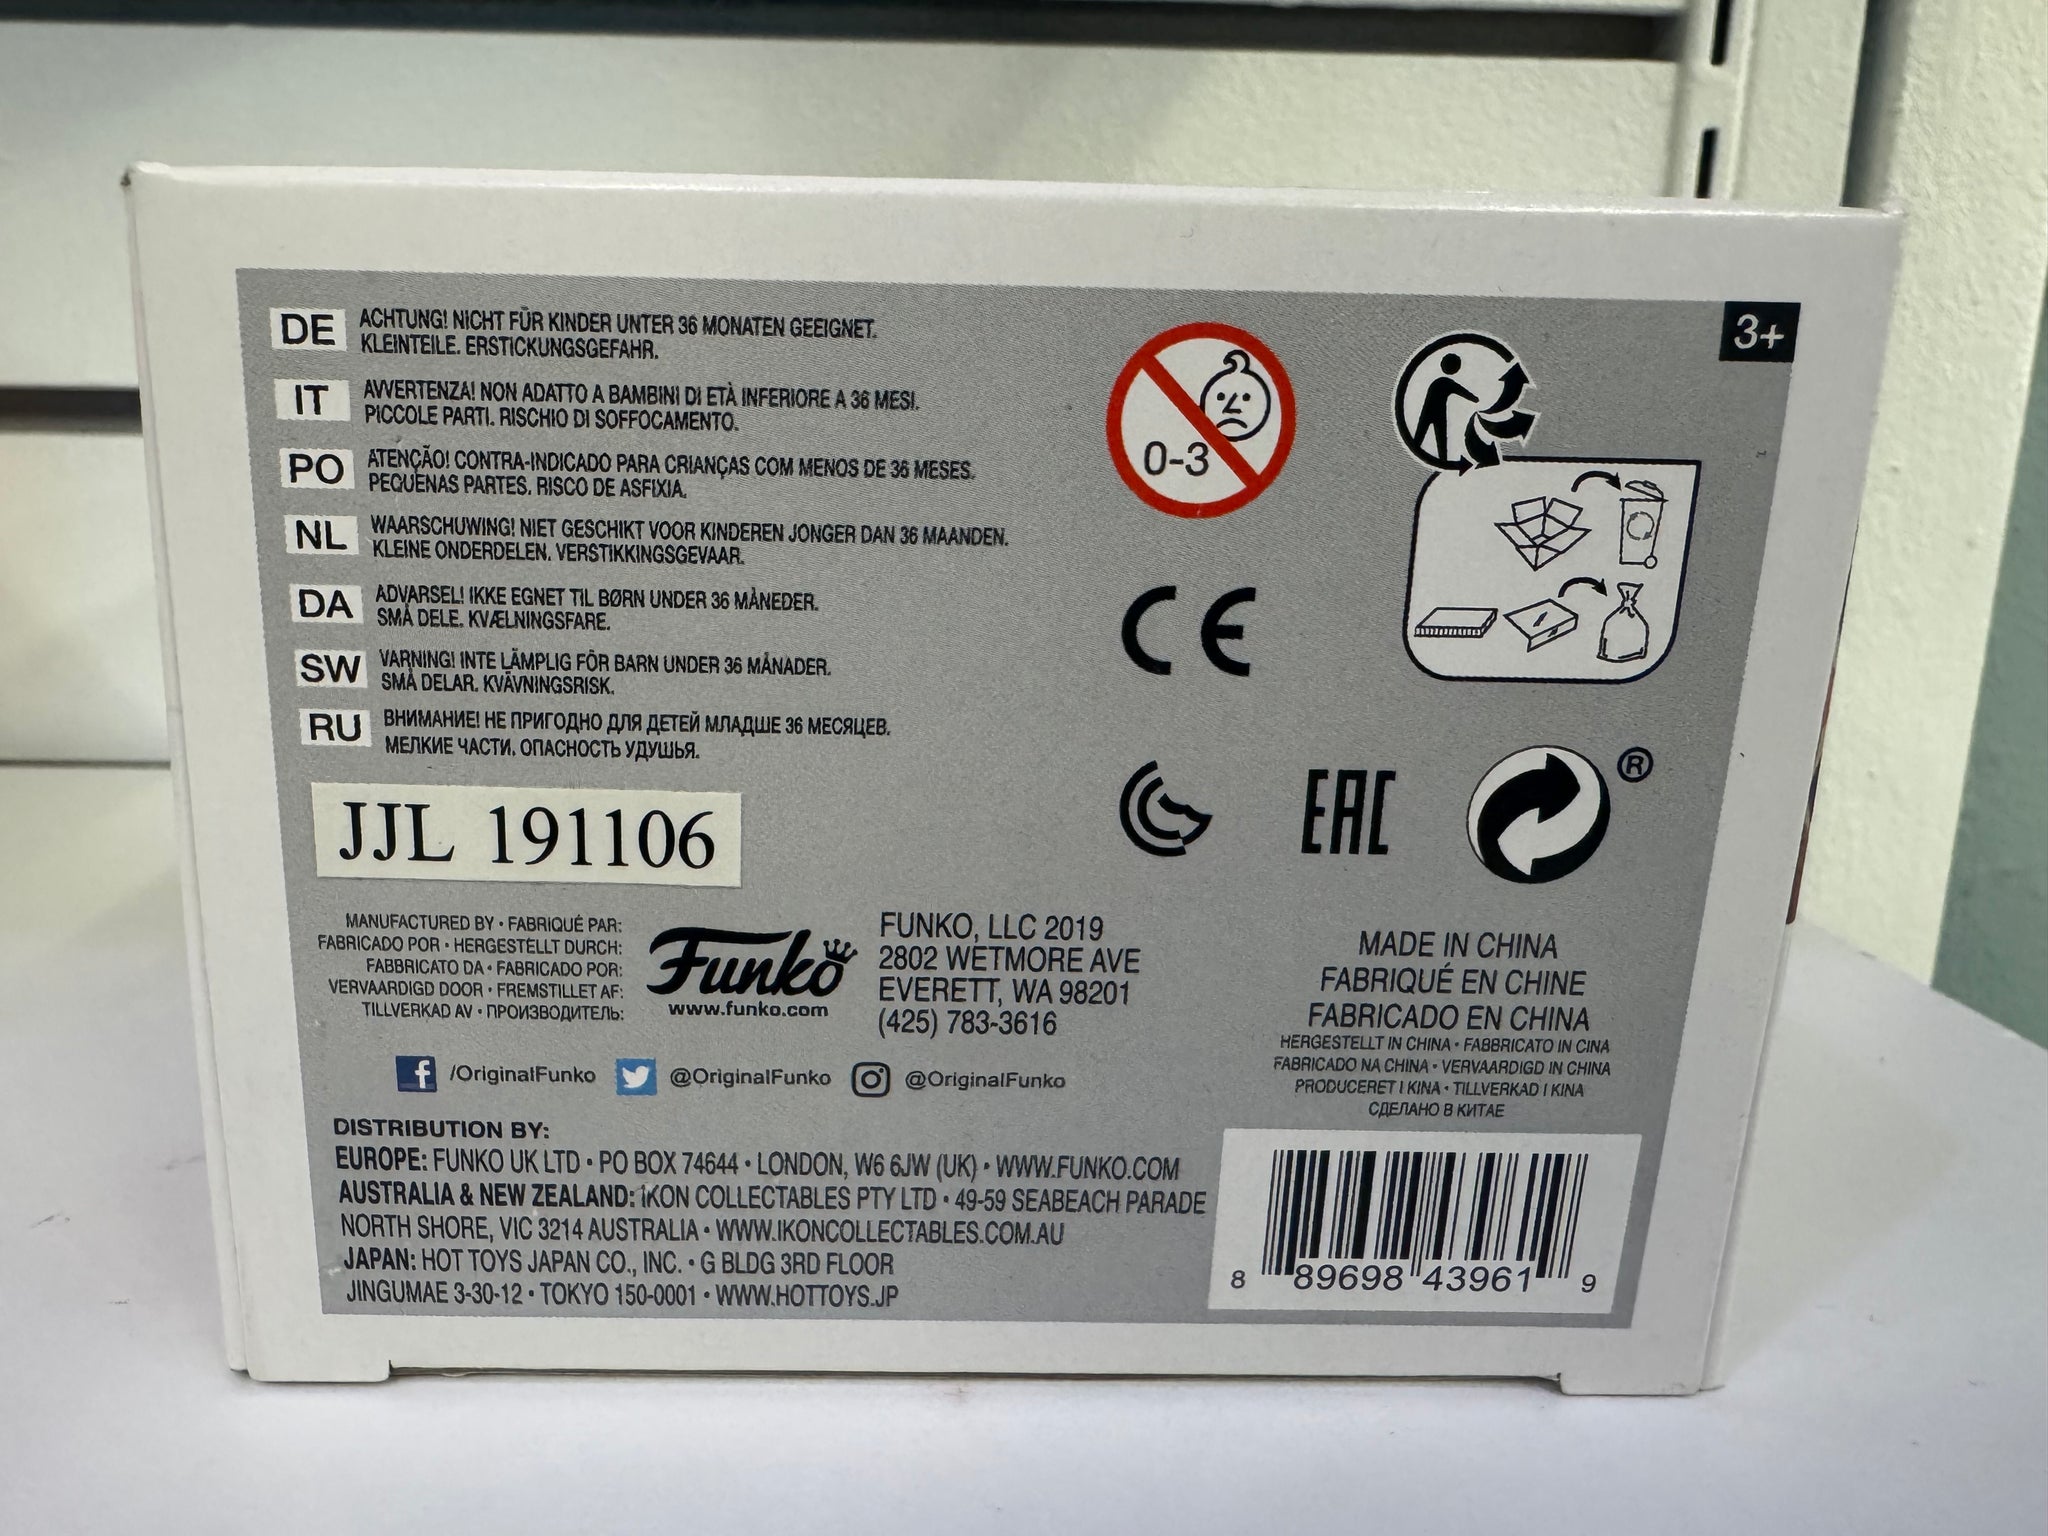 DE ACHTUNG! NICHT FÜR KINDER UNTER 36 MONATEN GEEIGNET.
KLEINTEILE. ERSTICKUNGSGEFAHR.
IT AVVERTENZA! NON ADATTO A BAMBINI DI ETÀ INFERIORE A 36 MESI.
PICCOLE PARTI. RISCHIO DI SOFFOCAMENTO.
PO ATENÇÃO! CONTRA-INDICADO PARA CRIANÇAS COM MENOS DE 36 MESES.
PEQUENAS PARTES. RISCO DE ASFIXIA.
NL WAARSCHUWING! NIET GESCHIKT VOOR KINDEREN JONGER DAN 36 MAANDEN.
KLEINE ONDERDELEN. VERSTIKKINGSGEVAAR.
DA ADVARSEL! IKKE EGNET TIL BØRN UNDER 36 MÅNEDER.
SMÅ DELE. KVÆLNINGSFARE.
SW VARNING! INTE LÄMPLIG FÖR BARN UNDER 36 MÅNADER.
SMÅ DELAR. KVÄVNINGSRISK.
RU ВНИМАНИЕ! НЕ ПРИГОДНО ДЛЯ ДЕТЕЙ МЛАДШЕ 36 МЕСЯЦЕВ.
МЕЛКИЕ ЧАСТИ. ОПАСНОСТЬ УДУШЬЯ.
0-3
3+
CE
EAC
®
JJL 191106
MANUFACTURED BY • FABRIQUÉ PAR:
FABRICADO POR • HERGESTELLT DURCH:
FABBRICATO DA • FABRICADO POR:
VERVAARDIGD DOOR • FREMSTILLET AF:
TILLVERKAD AV • ПРОИЗВОДИТЕЛЬ:
Funko
www.funko.com
FUNKO, LLC 2019
2802 WETMORE AVE
EVERETT, WA 98201
(425) 783-3616
/OriginalFunko @OriginalFunko @OriginalFunko
MADE IN CHINA
FABRIQUÉ EN CHINE
FABRICADO EN CHINA
HERGESTELLT IN CHINA • FABBRICATO IN CINA
FABRICADO NA CHINA • VERVAARDIGD IN CHINA
PRODUCERET I KINA • TILLVERKAD I KINA
СДЕЛАНО В КИТАЕ
DISTRIBUTION BY:
EUROPE: FUNKO UK LTD • PO BOX 74644 • LONDON, W6 6JW (UK) • WWW.FUNKO.COM
AUSTRALIA & NEW ZEALAND: IKON COLLECTABLES PTY LTD • 49-59 SEABEACH PARADE
NORTH SHORE, VIC 3214 AUSTRALIA • WWW.IKONCOLLECTABLES.COM.AU
JAPAN: HOT TOYS JAPAN CO., INC. • G BLDG 3RD FLOOR
JINGUMAE 3-30-12 • TOKYO 150-0001 • WWW.HOTTOYS.JP
8 89698 43961 9